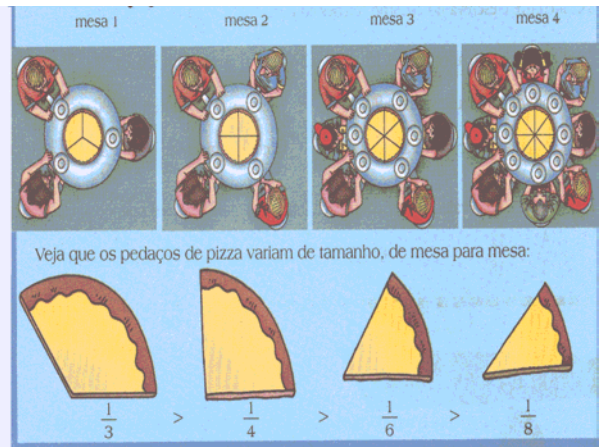 mesa 1 mesa 2 mesa 3 mesa 4
Veja que os pedaços de pizza variam de tamanho, de mesa para mesa:
1/3 > 1/4 > 1/6 > 1/8